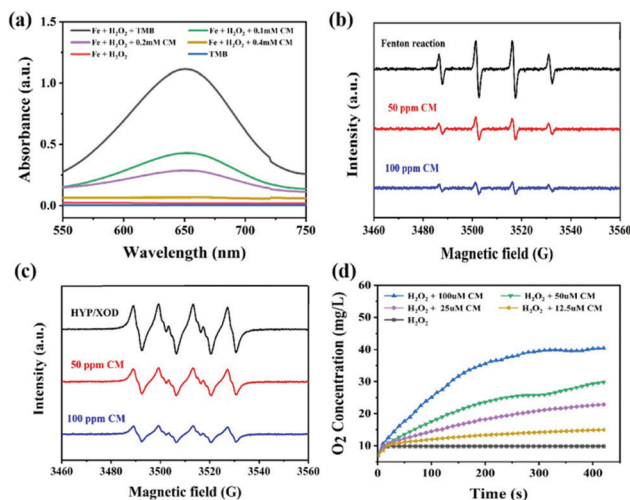 (a)
Fe + H₂O₂ + TMB
Fe + H₂O₂ + 0.1mM CM
Fe + H₂O₂ + 0.2mM CM
Fe + H₂O₂ + 0.4mM CM
Fe + H₂O₂
TMB
Absorbance (a.u.)
1.5
1.0
0.5
0.0
550 600 650 700 750
Wavelength (nm)
(b)
Fenton reaction
50 ppm CM
100 ppm CM
Intensity (a.u.)
3460 3480 3500 3520 3540 3560
Magnetic field (G)
(c)
HYP/XOD
50 ppm CM
100 ppm CM
Intensity (a.u.)
3460 3480 3500 3520 3540 3560
Magnetic field (G)
(d)
H₂O₂ + 100uM CM
H₂O₂ + 50uM CM
H₂O₂ + 25uM CM
H₂O₂ + 12.5uM CM
H₂O₂
O₂ Concentration (mg/L)
60
50
40
30
20
10
0 100 200 300 400
Time (s)